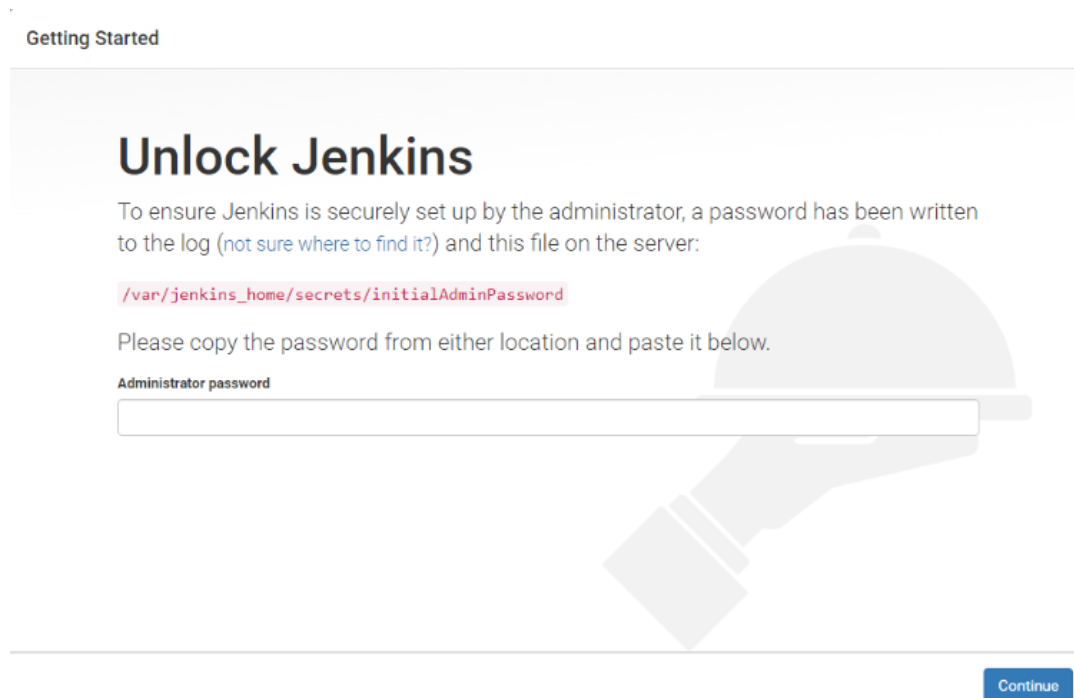 Getting Started
Unlock Jenkins
To ensure Jenkins is securely set up by the administrator, a password has been written
to the log (not sure where to find it?) and this file on the server:
/var/jenkins_home/secrets/initialAdminPassword
Please copy the password from either location and paste it below.
Administrator password
Continue